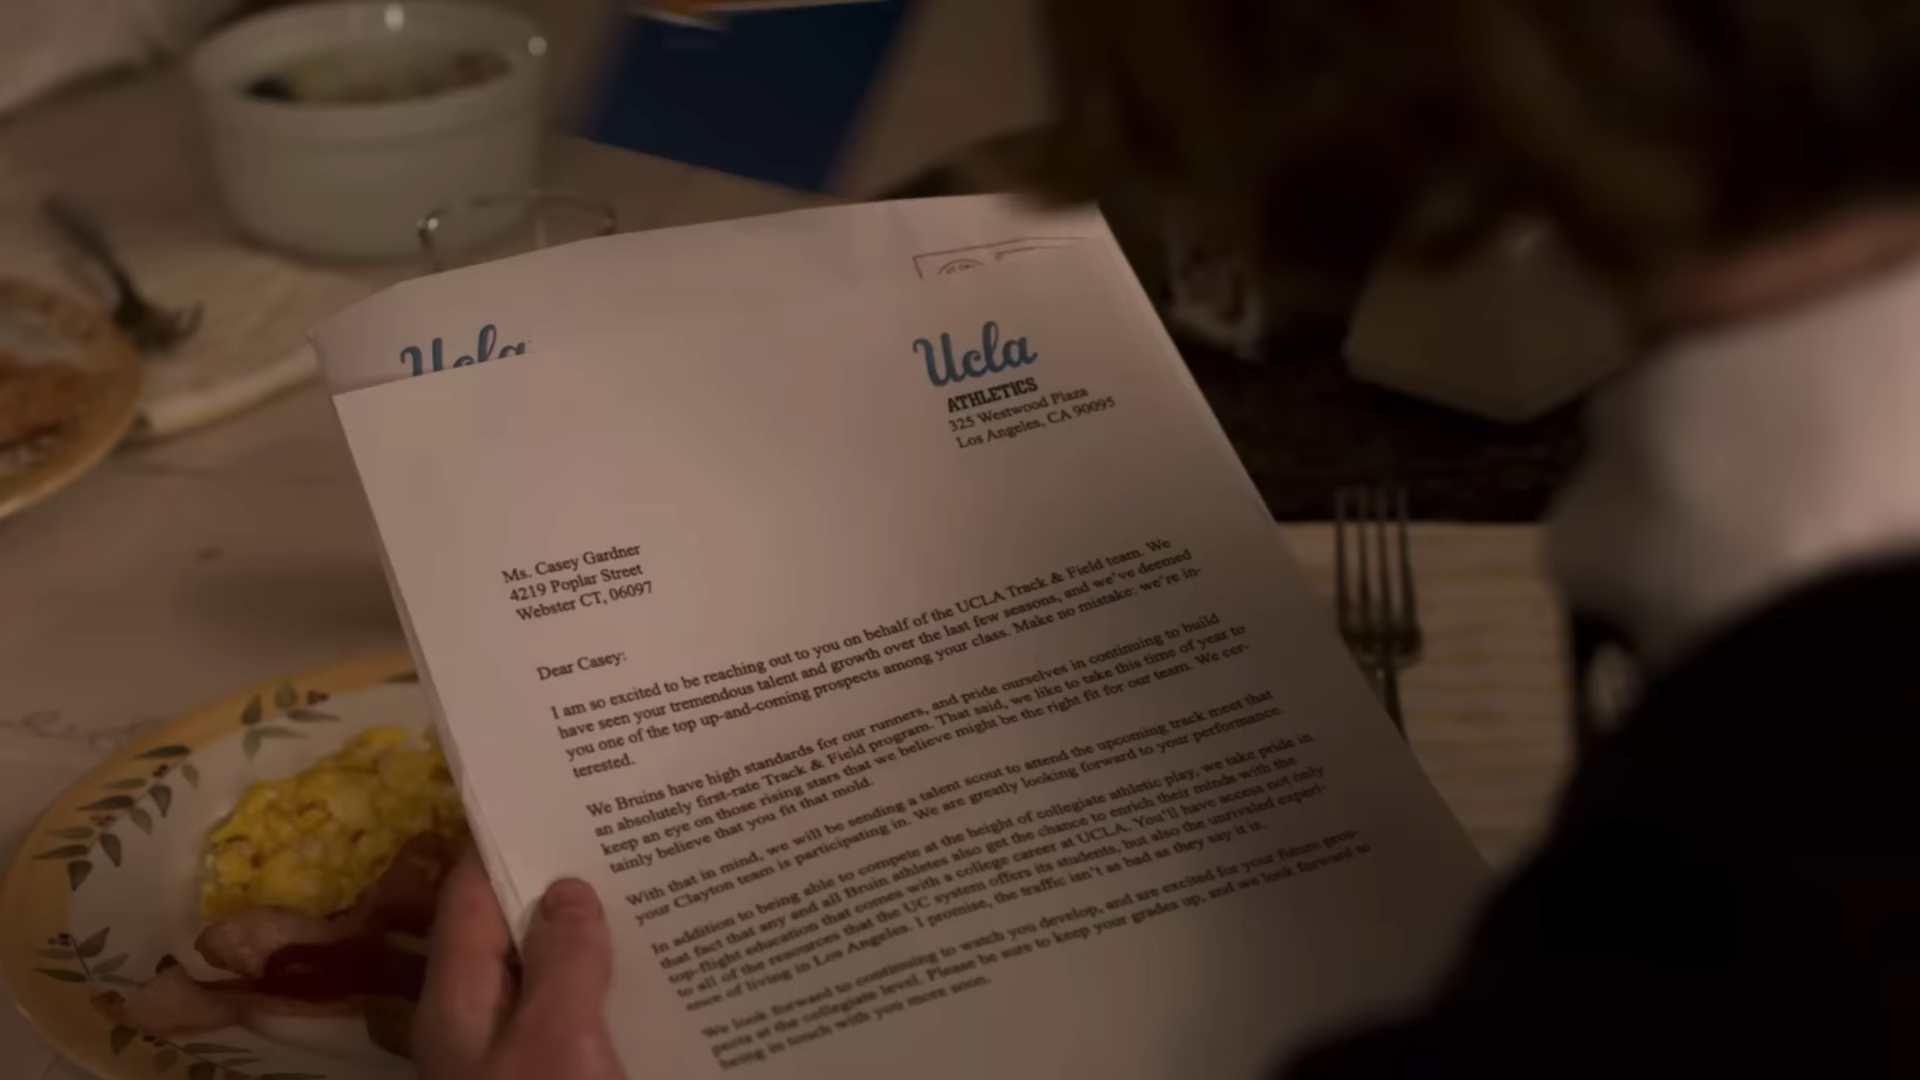 Ucla
Ucla
ATHLETICS
325 Westwood Plaza
Los Angeles, CA 90095
Ms. Casey Gardner
4219 Poplar Street
Webster CT, 06097
Dear Casey:
I am so excited to be reaching out to you on behalf of the UCLA Track & Field team. We
have seen your tremendous talent and growth over the last few seasons, and we've deemed
you one of the top up-and-coming prospects among your class. Make no mistake: we're in-
terested.
We Bruins have high standards for our runners, and pride ourselves in continuing to build
an absolutely first-rate Track & Field program. That said, we like to take this time of year to
keep an eye on those rising stars that we believe might be the right fit for our team. We cer-
tainly believe that you fit that mold.
With that in mind, we will be sending a talent scout to attend the upcoming track meet that
your Clayton team is participating in. We are greatly looking forward to your performance.
In addition to being able to compete at the height of collegiate athletic play, we take pride in
that fact that any and all Bruin athletes also get the chance to enrich their minds with the
top-flight education that comes with a college career at UCLA. You'll have access not only
to all of the resources that the UC system offers its students, but also the unrivaled experi-
ence of living in Los Angeles. I promise, the traffic isn't as bad as they say it is.
We look forward to continuing to watch you develop, and are excited for your future pros-
pects at the collegiate level. Please be sure to keep your grades up, and we look forward to
being in touch with you more soon.